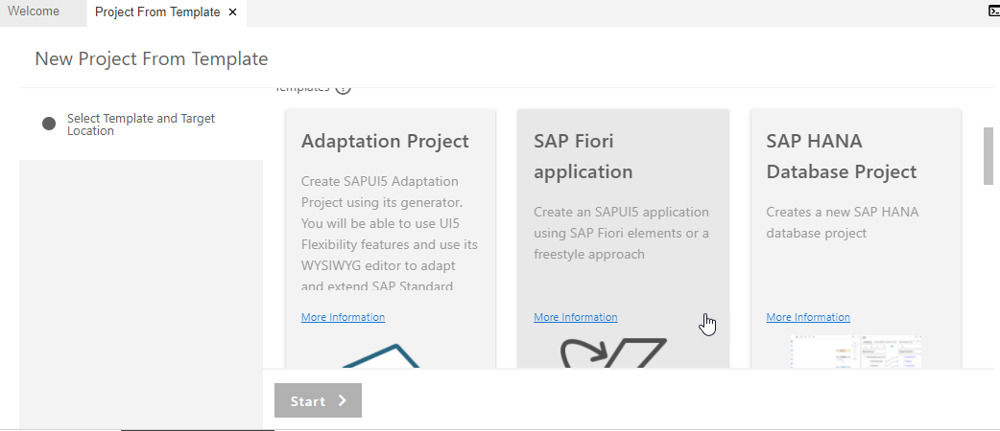 Welcome
Project From Template ×
New Project From Template
Templates ?
Select Template and Target
Location
Adaptation Project
Create SAPUI5 Adaptation
Project using its generator.
You will be able to use UI5
Flexibility features and use its
WYSIWYG editor to adapt
and extend SAP Standard
More Information
SAP Fiori
application
Create an SAPUI5 application
using SAP Fiori elements or a
freestyle approach
More Information
SAP HANA
Database Project
Creates a new SAP HANA
database project
More Information
Start